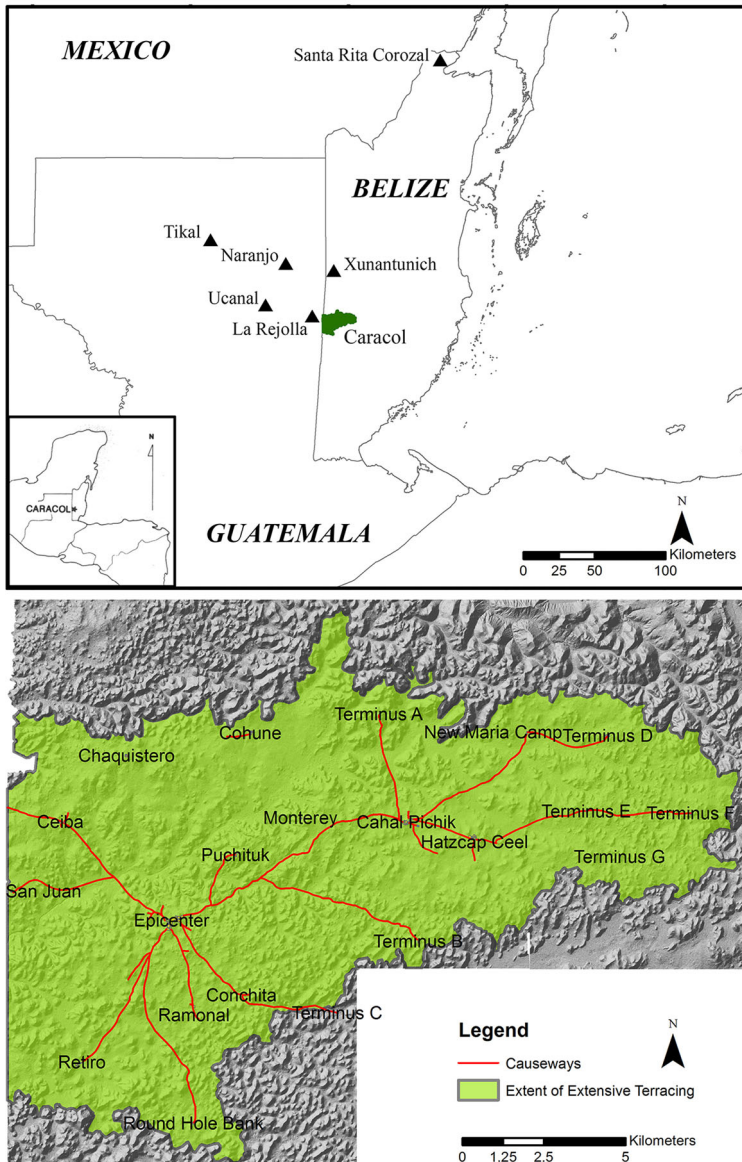 MEXICO
Santa Rita Corozal
BELIZE
Tikal
Naranjo
Xunantunich
Ucanal
La Rejolla
Caracol
N
CARACOL
GUATEMALA
N
Kilometers
0 25 50 100
Terminus A
Cohune
New Maria Camp
Terminus D
Chaquistero
Ceiba
Monterey
Cahal Pichik
Terminus E
Terminus F
Hatzcap Ceel
Puchituk
Terminus G
San Juan
Epicenter
Terminus B
Conchita
Ramonal
Terminus C
Retiro
Round Hole Bank
Legend
N
Causeways
Extent of Extensive Terracing
Kilometers
0 1.25 2.5 5